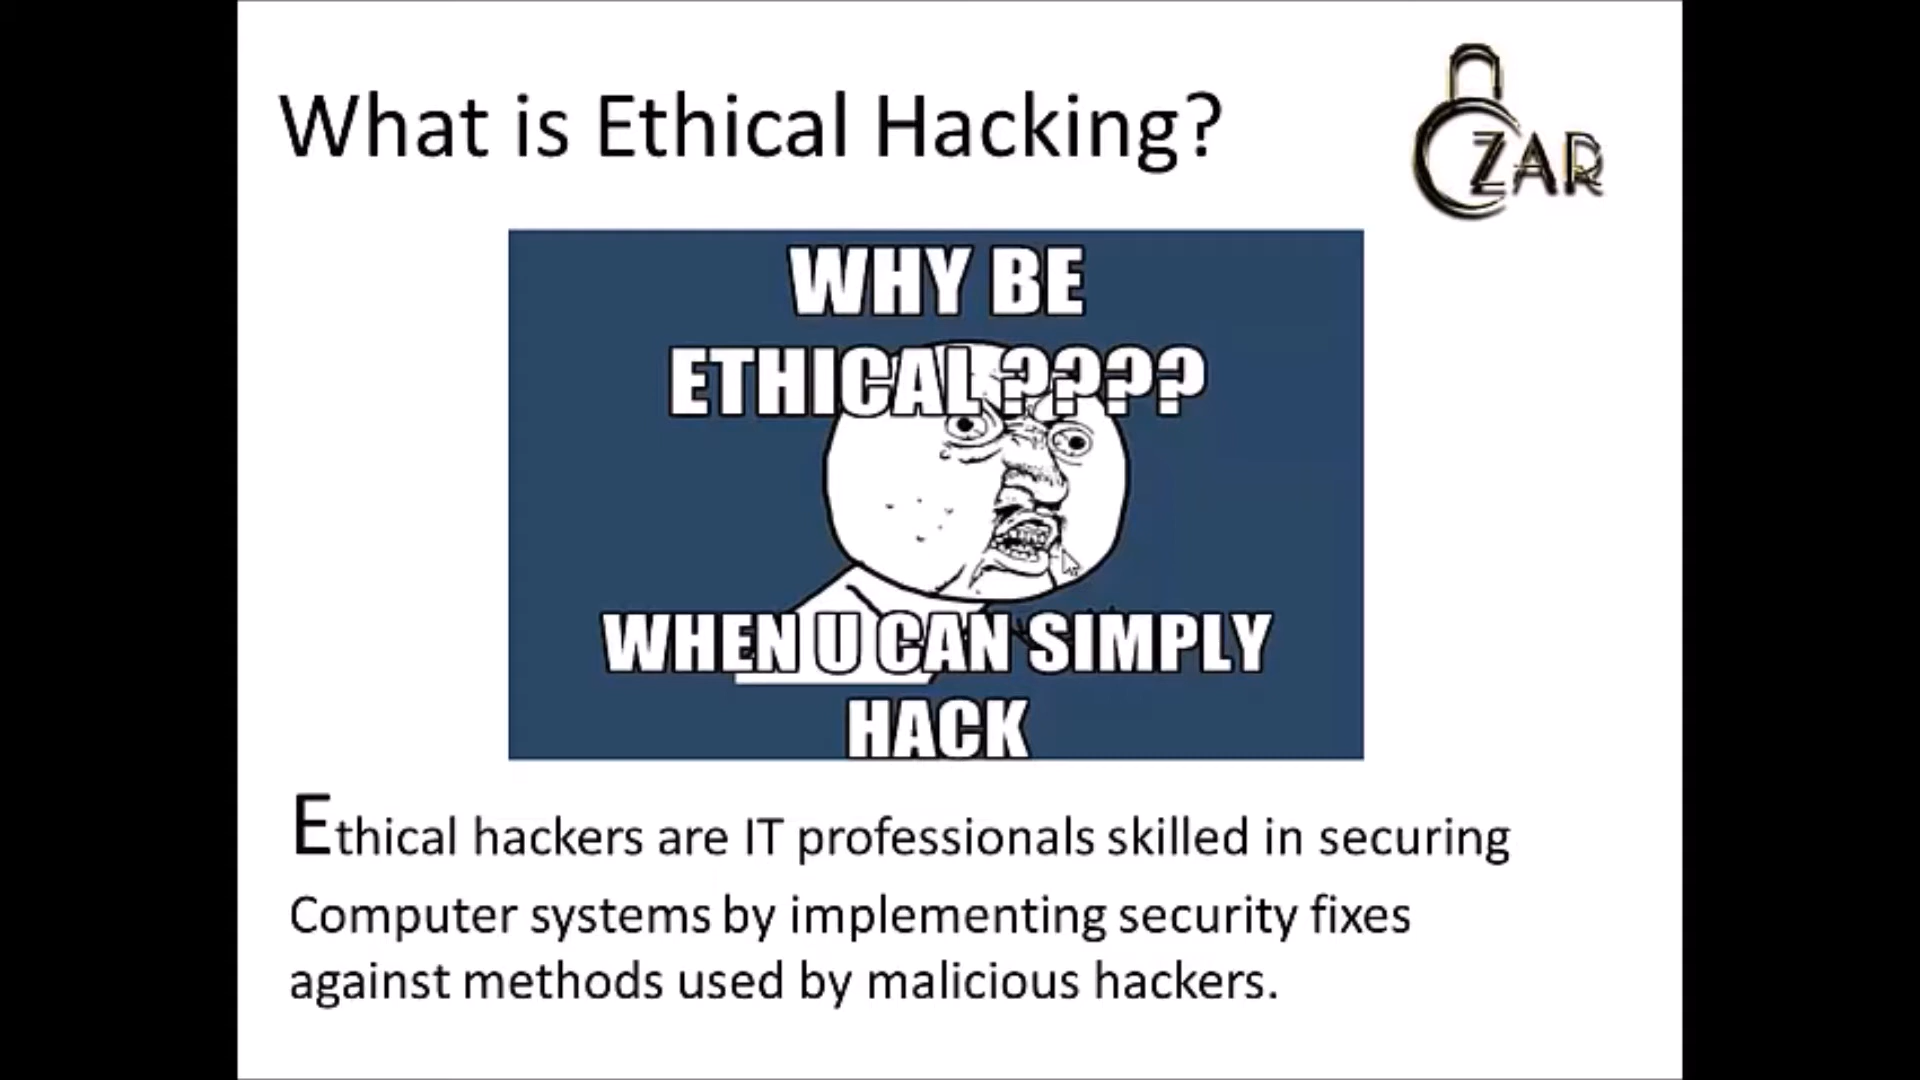 What is Ethical Hacking?
CZAR
WHY BE
ETHICAL????
WHEN U CAN SIMPLY
HACK
Ethical hackers are IT professionals skilled in securing
Computer systems by implementing security fixes
against methods used by malicious hackers.